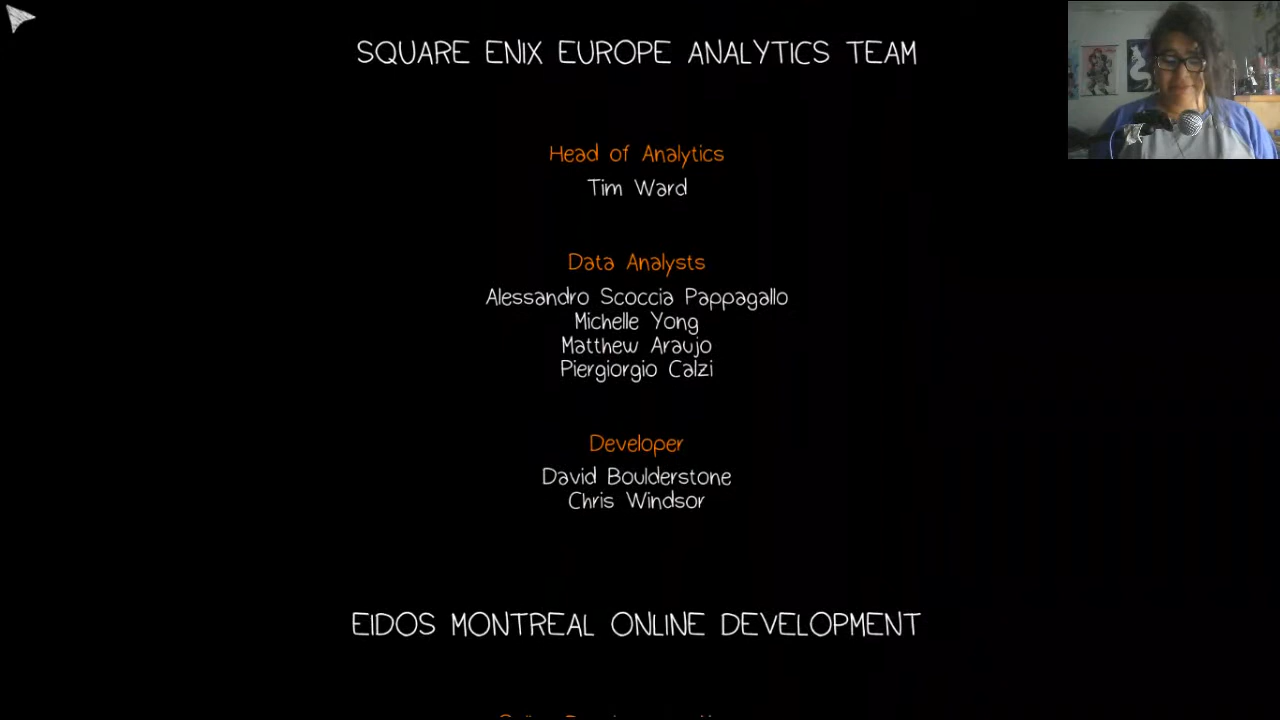 SQUARE ENIX EUROPE ANALYTICS TEAM
Head of Analytics
Tim Ward
Data Analysts
Alessandro Scoccia Pappagallo
Michelle Yong
Matthew Araujo
Piergiorgio Calzi
Developer
David Boulderstone
Chris Windsor
EIDOS MONTREAL ONLINE DEVELOPMENT